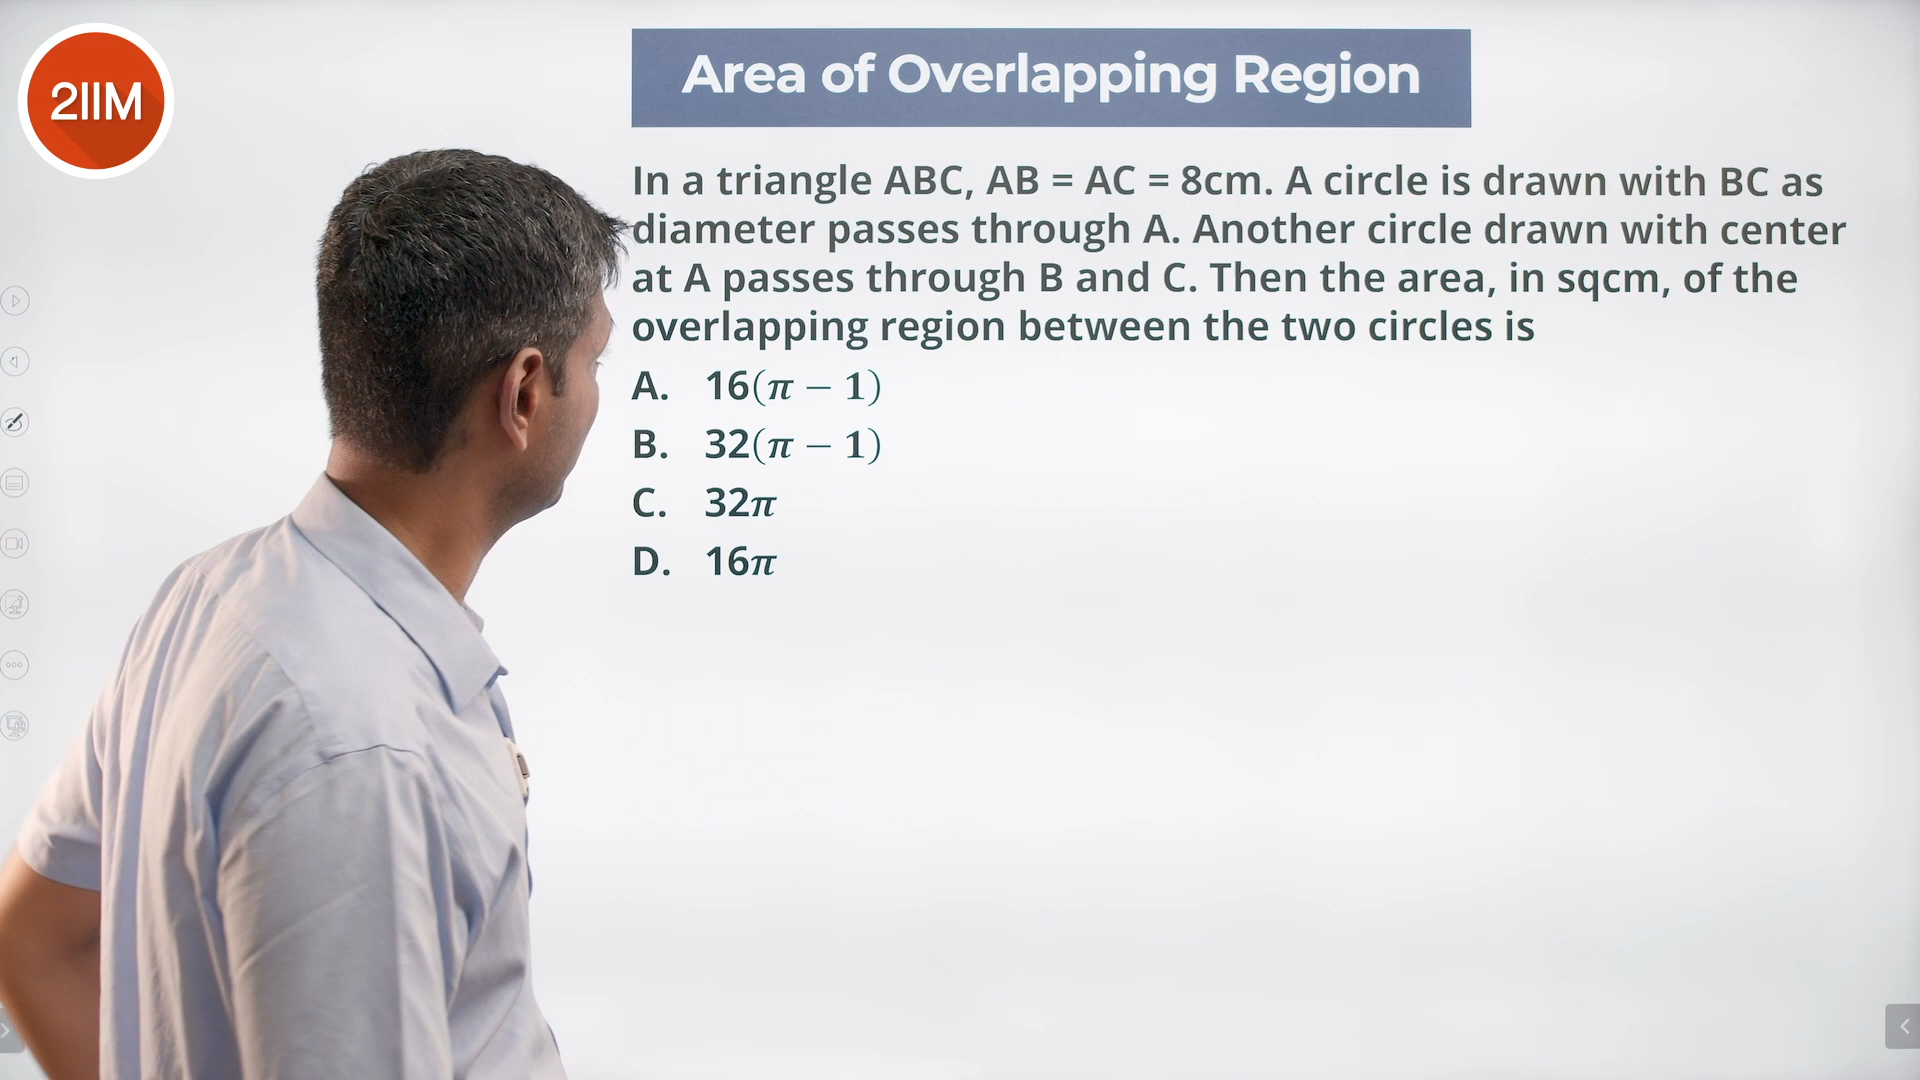 2IIM
Area of Overlapping Region
In a triangle ABC, AB = AC = 8cm. A circle is drawn with BC as
diameter passes through A. Another circle drawn with center
at A passes through B and C. Then the area, in sqcm, of the
overlapping region between the two circles is
A. 16(π − 1)
B. 32(π − 1)
C. 32π
D. 16π